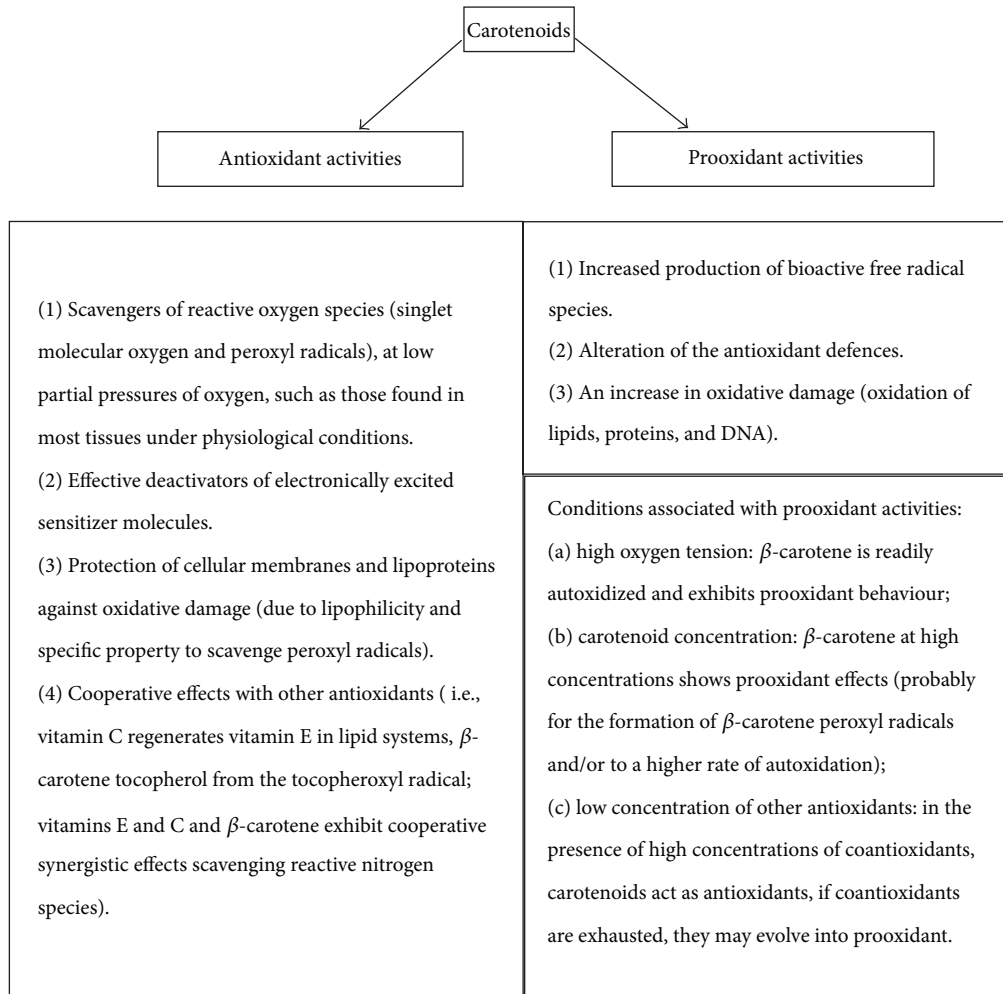 Carotenoids
Antioxidant activities
Prooxidant activities
(1) Scavengers of reactive oxygen species (singlet
molecular oxygen and peroxyl radicals), at low
partial pressures of oxygen, such as those found in
most tissues under physiological conditions.
(2) Effective deactivators of electronically excited
sensitizer molecules.
(3) Protection of cellular membranes and lipoproteins
against oxidative damage (due to lipophilicity and
specific property to scavenge peroxyl radicals).
(4) Cooperative effects with other antioxidants ( i.e.,
vitamin C regenerates vitamin E in lipid systems, β-
carotene tocopherol from the tocopheroxyl radical;
vitamins E and C and β-carotene exhibit cooperative
synergistic effects scavenging reactive nitrogen
species).
(1) Increased production of bioactive free radical
species.
(2) Alteration of the antioxidant defences.
(3) An increase in oxidative damage (oxidation of
lipids, proteins, and DNA).
Conditions associated with prooxidant activities:
(a) high oxygen tension: β-carotene is readily
autoxidized and exhibits prooxidant behaviour;
(b) carotenoid concentration: β-carotene at high
concentrations shows prooxidant effects (probably
for the formation of β-carotene peroxyl radicals
and/or to a higher rate of autoxidation);
(c) low concentration of other antioxidants: in the
presence of high concentrations of coantioxidants,
carotenoids act as antioxidants, if coantioxidants
are exhausted, they may evolve into prooxidant.